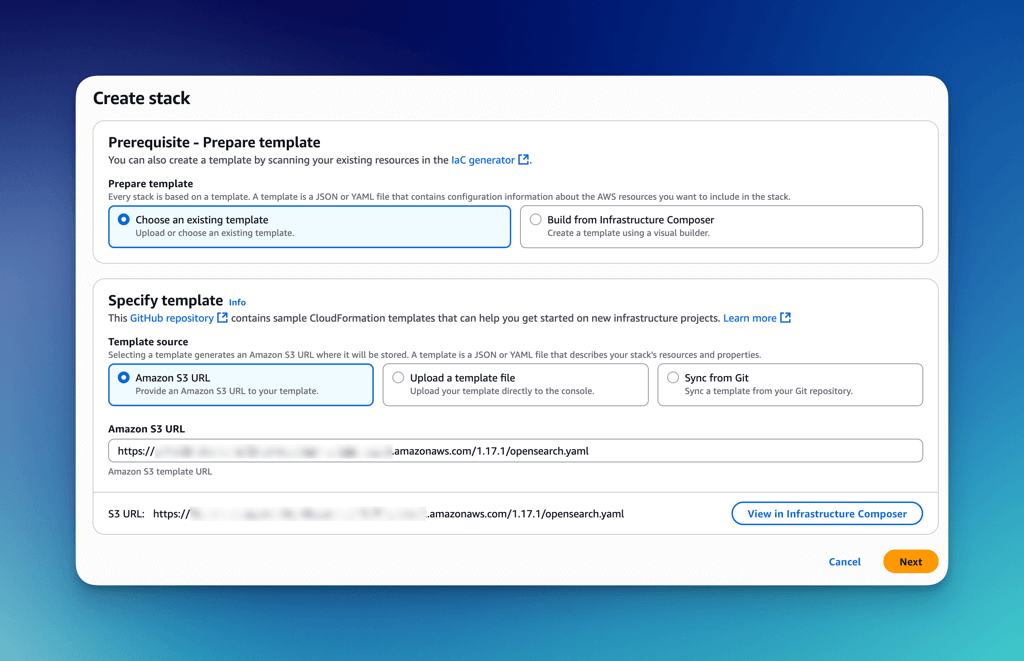 Create stack
Prerequisite - Prepare template
You can also create a template by scanning your existing resources in the IaC generator.
Prepare template
Every stack is based on a template. A template is a JSON or YAML file that contains configuration information about the AWS resources you want to include in the stack.
Choose an existing template
Upload or choose an existing template.
Build from Infrastructure Composer
Create a template using a visual builder.
Specify template Info
This GitHub repository contains sample CloudFormation templates that can help you get started on new infrastructure projects. Learn more
Template source
Selecting a template generates an Amazon S3 URL where it will be stored. A template is a JSON or YAML file that describes your stack's resources and properties.
Amazon S3 URL
Provide an Amazon S3 URL to your template.
Upload a template file
Upload your template directly to the console.
Sync from Git
Sync a template from your Git repository.
Amazon S3 URL
https:// .amazonaws.com/1.17.1/opensearch.yaml
Amazon S3 template URL
S3 URL: https:// .amazonaws.com/1.17.1/opensearch.yaml
View in Infrastructure Composer
Cancel
Next